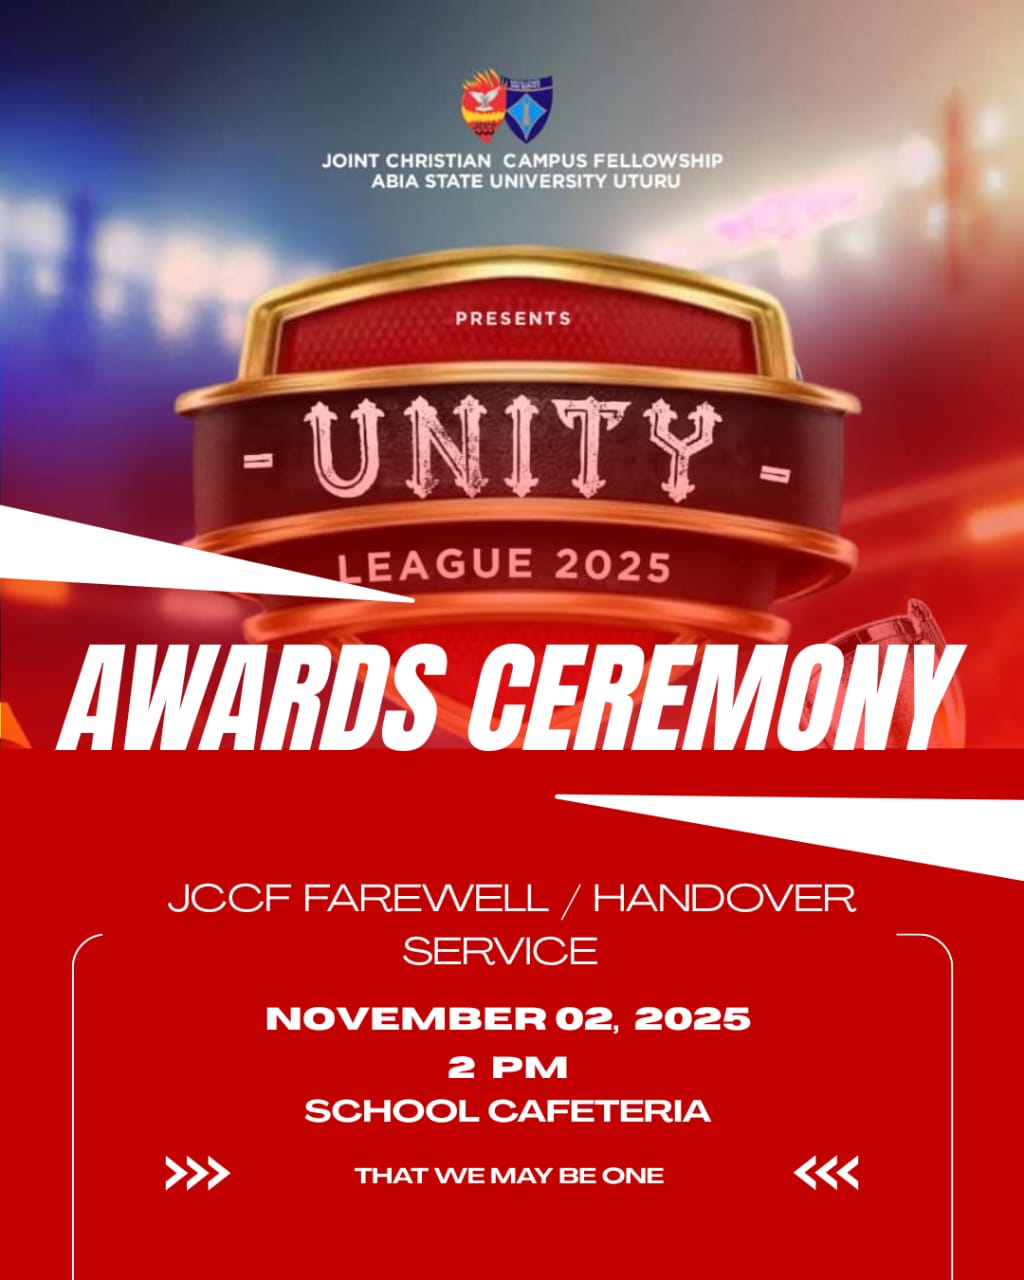 JOINT CHRISTIAN CAMPUS FELLOWSHIP
ABIA STATE UNIVERSITY UTURU
PRESENTS
- UNITY -
LEAGUE 2025
AWARDS CEREMONY
JCCF FAREWELL / HANDOVER
SERVICE
NOVEMBER 02, 2025
2 PM
SCHOOL CAFETERIA
THAT WE MAY BE ONE